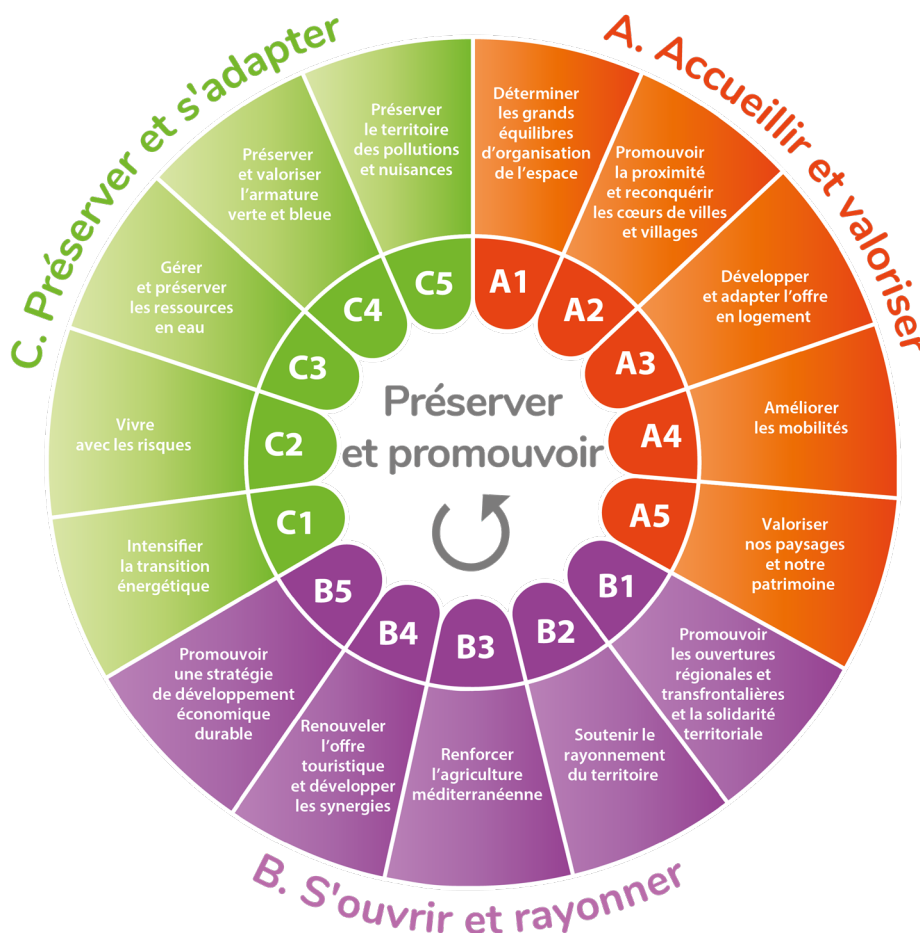 A. Accueillir et valoriser
A1
Déterminer
les grands
équilibres
d'organisation
de l'espace
A2
Promouvoir
la proximité
et reconquérir
les cœurs de villes
et villages
A3
Développer
et adapter l'offre
en logement
A4
Améliorer
les mobilités
A5
Valoriser
nos paysages
et notre
patrimoine
B. S'ouvrir et rayonner
B1
Promouvoir
les ouvertures
régionales et
transfrontalières
et la solidarité
territoriale
B2
Soutenir le
rayonnement
du territoire
B3
Renforcer
l'agriculture
méditerranéenne
B4
Renouveler
l'offre
touristique
et développer
les synergies
B5
Promouvoir
une stratégie
de développement
économique
durable
C. Préserver et s'adapter
C1
Intensifier
la transition
énergétique
C2
Vivre
avec les risques
C3
Gérer
et préserver
les ressources
en eau
C4
Préserver
et valoriser
l'armature
verte et bleue
C5
Préserver
le territoire
des pollutions
et nuisances
Préserver
et promouvoir